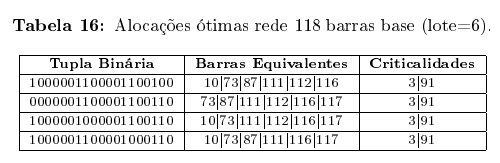 Tabela 16: Alocações ótimas rede 118 barras base (lote=6).
Tupla Binária Barras Equivalentes Criticalidades
1000001100001100100 10|73|87|111|112|116 3|91
0000001100001100110 73|87|111|112|116|117 3|91
1000001000001100110 10|73|111|112|116|117 3|91
1000001100001000110 10|73|87|111|116|117 3|91